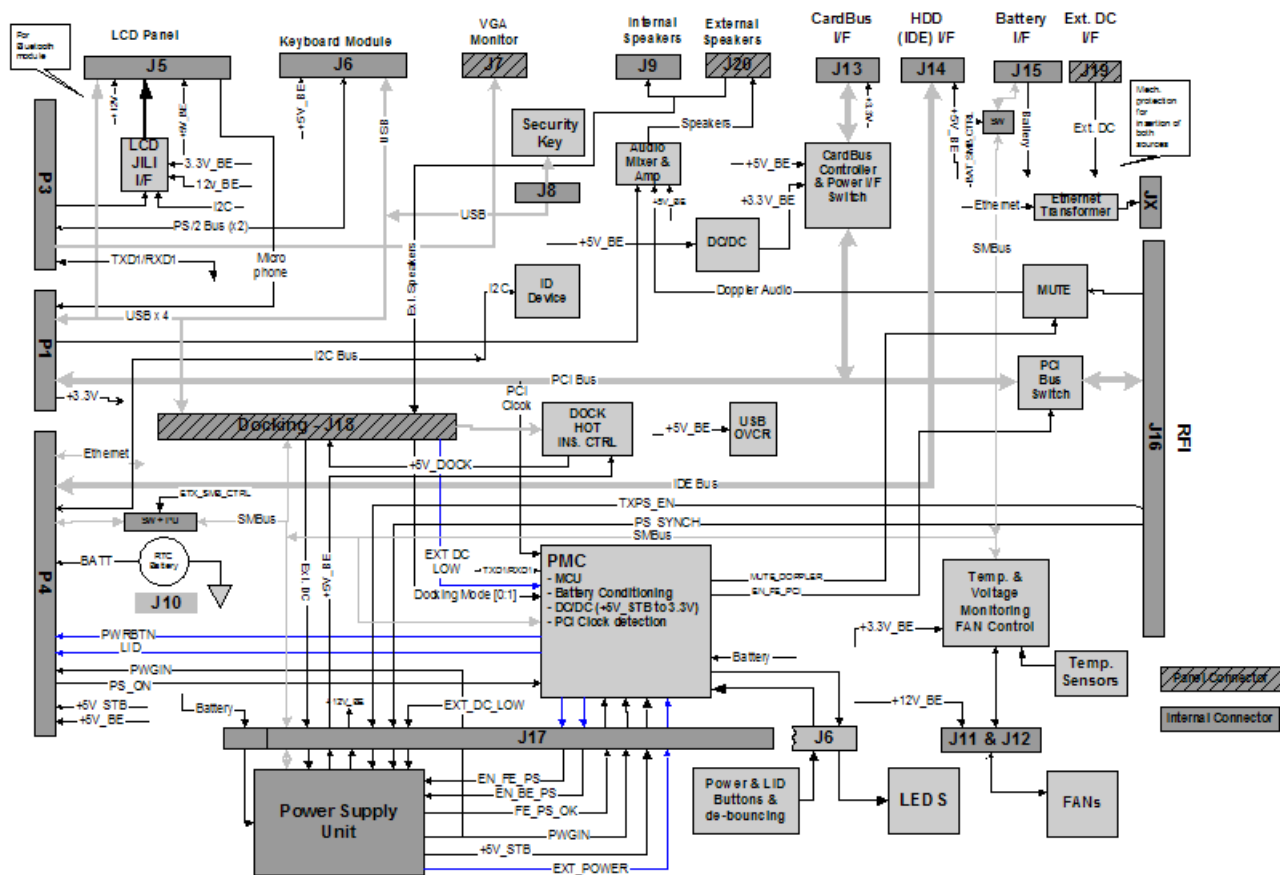 For
Bluetooth
module
LCD Panel
Keyboard Module
VGA
Monitor
Internal
Speakers
External
Speakers
CardBus
I/F
HDD
(IDE) I/F
Battery
I/F
Ext. DC
I/F
J5
J6
J7
J9
J20
J13
J14
J15
J19
+12V
+5V_BE
+5V_BE
USB
Speakers
+3.3V
+5V_BE
BAT_SMB_CTRL
SW
Battery
Ext. DC
Mech.
protection
for
insertion of
both
sources
LCD
JILI
I/F
3.3V_BE
12v_BE
I2C
Security
Key
J8
Audio
Mixer &
Amp
+5V_BE
+5V_BE
+3.3V_BE
CardBus
Controller
& Power I/F
Switch
Ethernet
Ethernet
Transformer
JX
P3
PS/2 Bus (x2)
USB
+5V_BE
DC/DC
SMBus
TXD1/RXD1
Micro
phone
Ext. Speakers
I2C
ID
Device
Doppler Audio
MUTE
P1
USB x 4
I2C Bus
PCI Bus
PCI
Bus
Switch
+3.3V
PCI
Clock
Docking - J18
DOCK
HOT
INS. CTRL
+5V_BE
USB
OVCR
J16
RFI
Ethernet
+5V_DOCK
IDE Bus
STX_SMB_CTRL
SW + PU
SMBus
TXPS_EN
PS_SYNCH
SMBus
P4
BATT
RTC
Battery
J10
Ext. DC
+5V_BE
EXT DC
LOW
TXD1/RXD1
Docking Mode [0:1]
PMC
- MCU
- Battery Conditioning
- DC/DC (+5V_STB to 3.3V)
- PCI Clock detection
MUTE_DOPPLER
EN_FE_PCI
Temp. &
Voltage
Monitoring
FAN Control
+3.3V_BE
PWRBTN
LID
PWGIN
PS_ON
+5V_STB
+5V_BE
Battery
Temp.
Sensors
Panel Connector
Internal Connector
Battery
+12V_BE
EXT_DC_LOW
+12V_BE
J17
J6
J11 & J12
Power Supply
Unit
EN_FE_PS
EN_BE_PS
FE_PS_OK
PWGIN
+5V_STB
EXT_POWER
Power & LID
Buttons &
de-bouncing
LED S
FANs